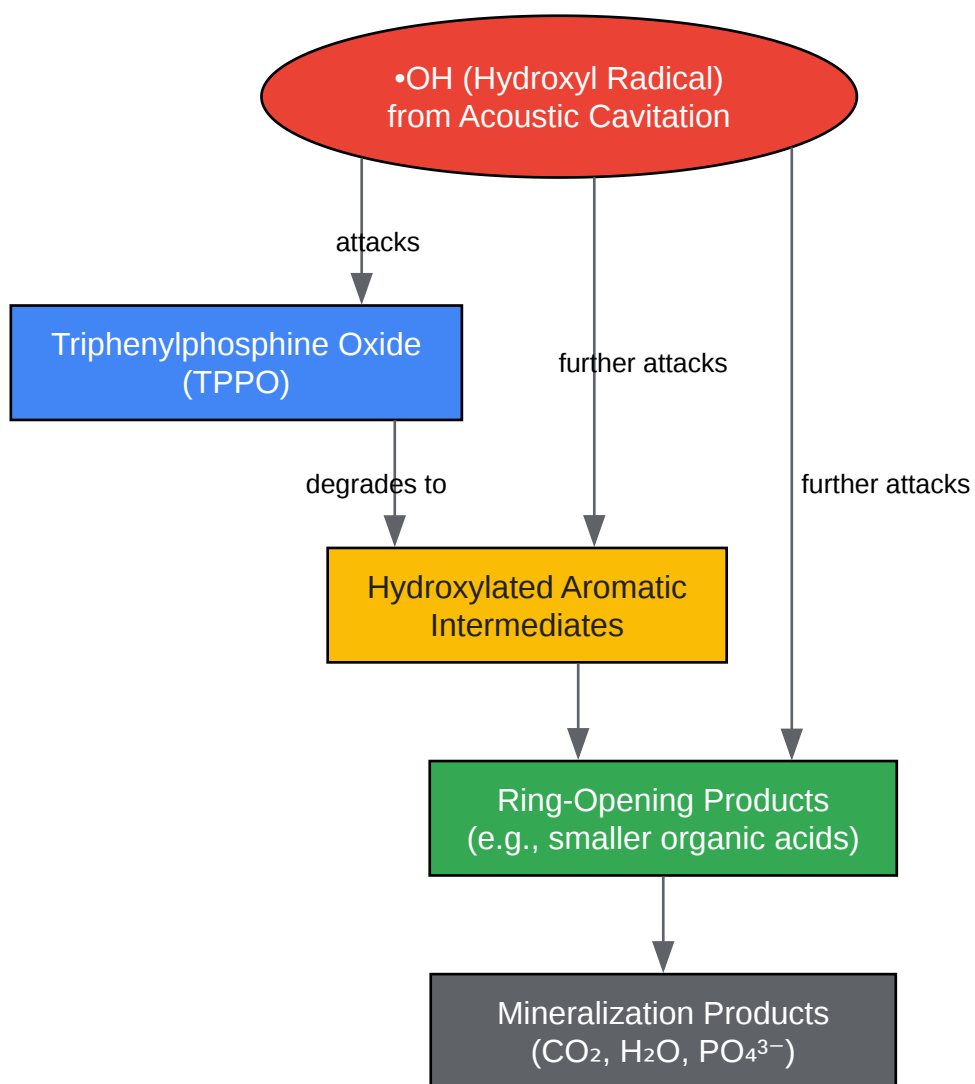 •OH (Hydroxyl Radical)
from Acoustic Cavitation
attacks
Triphenylphosphine Oxide
(TPPO)
further attacks
degrades to
further attacks
Hydroxylated Aromatic
Intermediates
Ring-Opening Products
(e.g., smaller organic acids)
Mineralization Products
(CO₂, H₂O, PO₄³⁻)